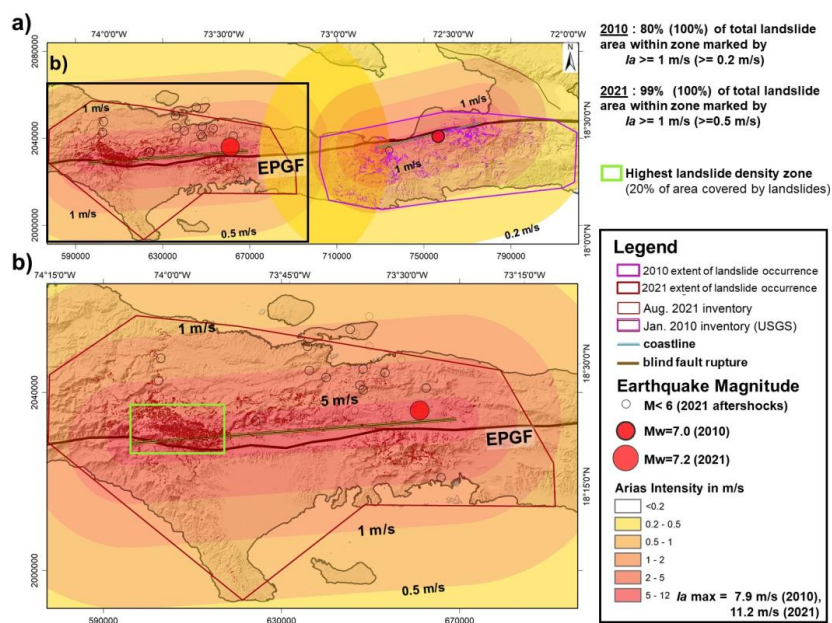 a)
74°0'0"W
73°30'0"W
72°30'0"W
72°0'0"W
2080000
2040000
2000000
b)
N
1 m/s
1 m/s
1 m/s
EPGF
1 m/s
0.5 m/s
0.2 m/s
18°30'0"N
18°0'0"N
590000
630000
670000
710000
750000
790000
b)
74°15'0"W
74°0'0"W
73°45'0"W
73°30'0"W
73°15'0"W
1 m/s
5 m/s
EPGF
1 m/s
0.5 m/s
2040000
2000000
18°30'0"N
18°15'0"N
590000
630000
670000
2010 : 80% (100%) of total landslide
area within zone marked by
Ia >= 1 m/s (>= 0.2 m/s)
2021: 99% (100%) of total landslide
area within zone marked by
Ia >= 1 m/s (>=0.5 m/s)
Highest landslide density zone
(20% of area covered by landslides)
Legend
2010 extent of landslide occurrence
2021 extent of landslide occurrence
Aug. 2021 inventory
Jan. 2010 inventory (USGS)
coastline
blind fault rupture
Earthquake Magnitude
M< 6 (2021 aftershocks)
Mw=7.0 (2010)
Mw=7.2 (2021)
Arias Intensity in m/s
<0.2
0.2 - 0.5
0.5 - 1
1 - 2
2 - 5
5 - 12
Ia max = 7.9 m/s (2010),
11.2 m/s (2021)